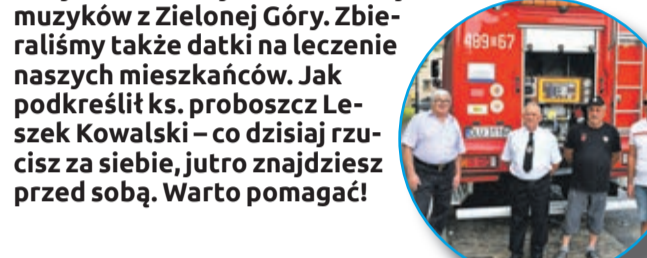 muzyków z Zielonej Góry. Zbie-
raliśmy także datki na leczenie
naszych mieszkańców. Jak
podkreślił ks. proboszcz Le-
szek Kowalski – co dzisiaj rzu-
cisz za siebie, jutro znajdziesz
przed sobą. Warto pomagać!
489 67